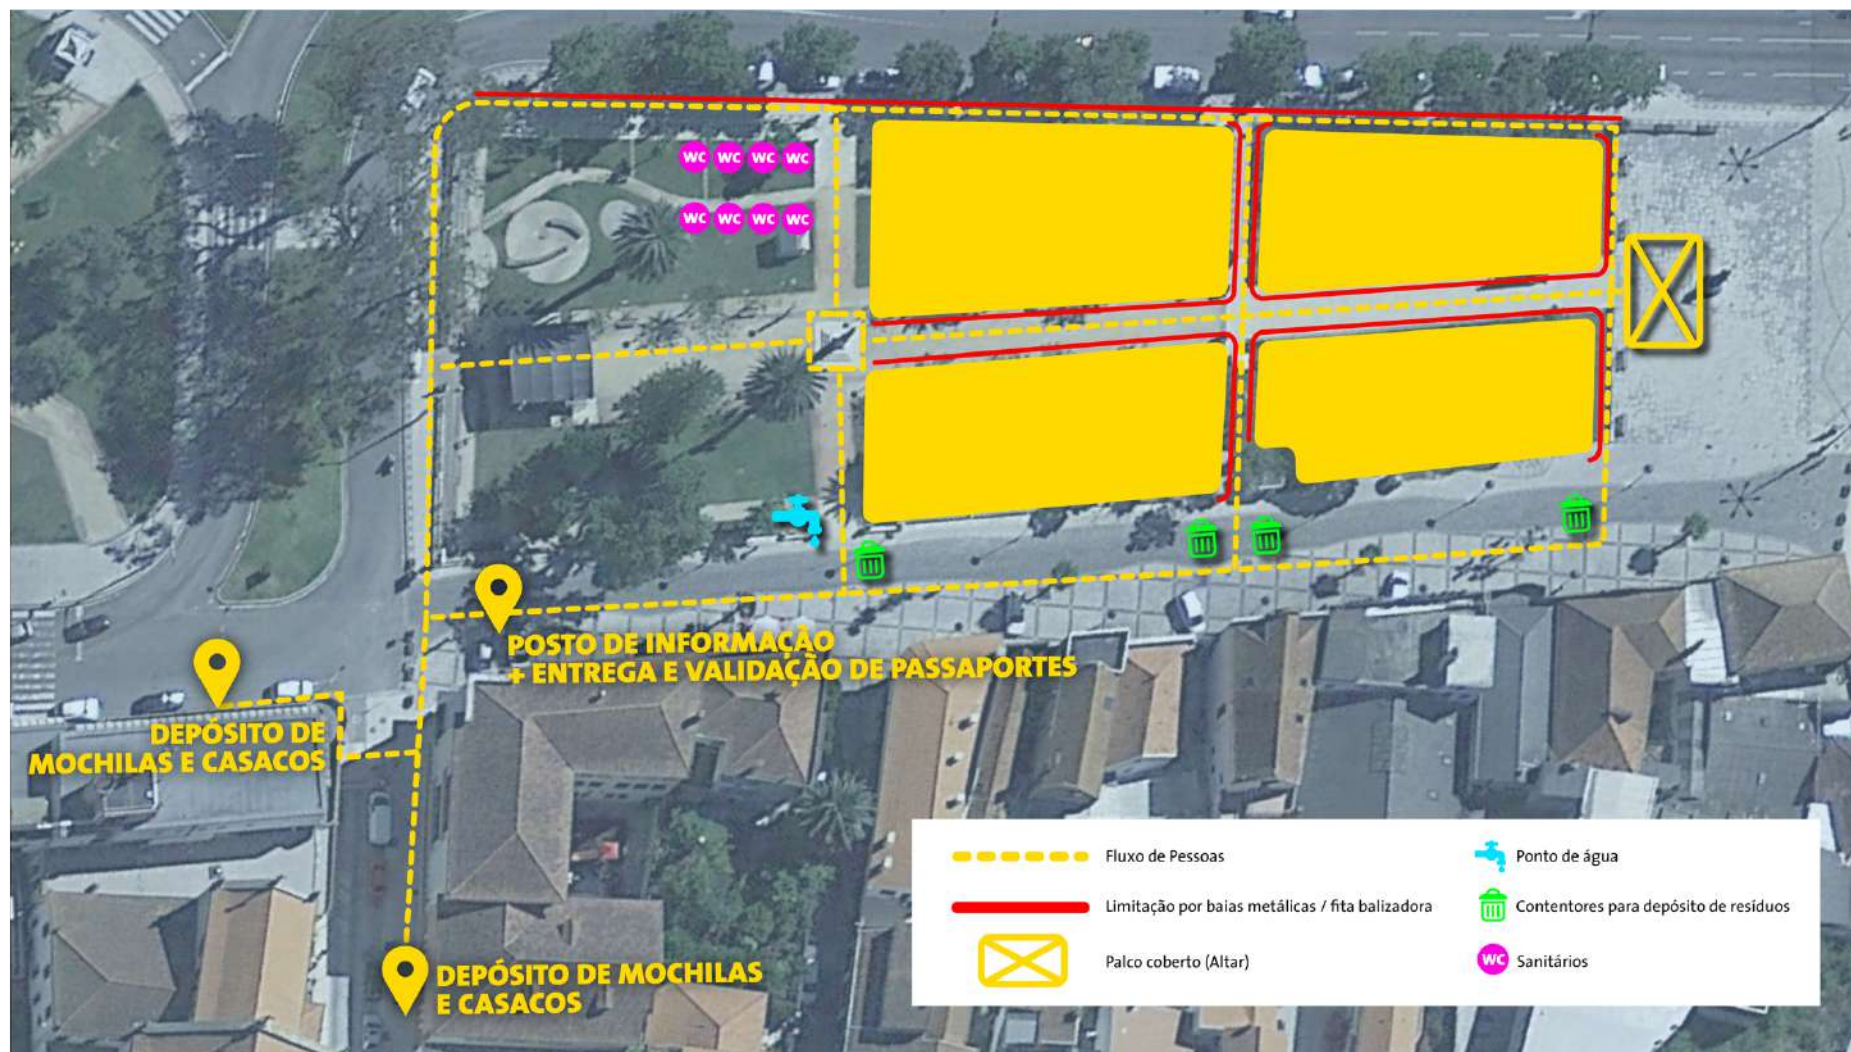 WC WC WC WC
WC WC WC WC
POSTO DE INFORMAÇÃO
+ ENTREGA E VALIDAÇÃO DE PASSAPORTES
DEPÓSITO DE
MOCHILAS E CASACOS
DEPÓSITO DE MOCHILAS
E CASACOS
Fluxo de Pessoas
Limitação por baias metálicas / fita balizadora
Palco coberto (Altar)
Ponto de água
Contentores para depósito de resíduos
WC Sanitários